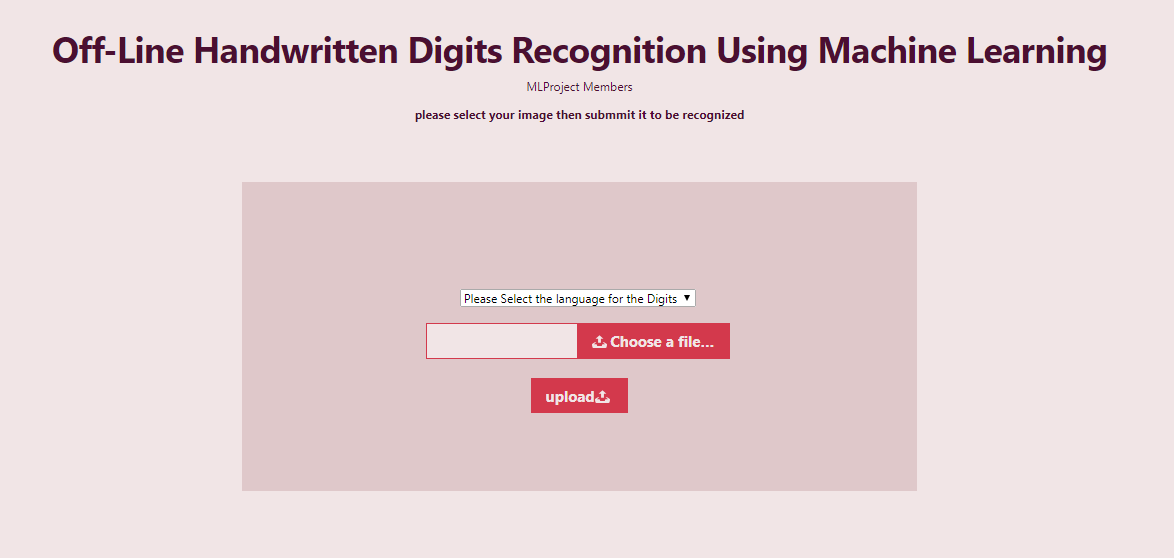 Off-Line Handwritten Digits Recognition Using Machine Learning
MLProject Members
please select your image then submmit it to be recognized
Please Select the language for the Digits
Choose a file...
upload